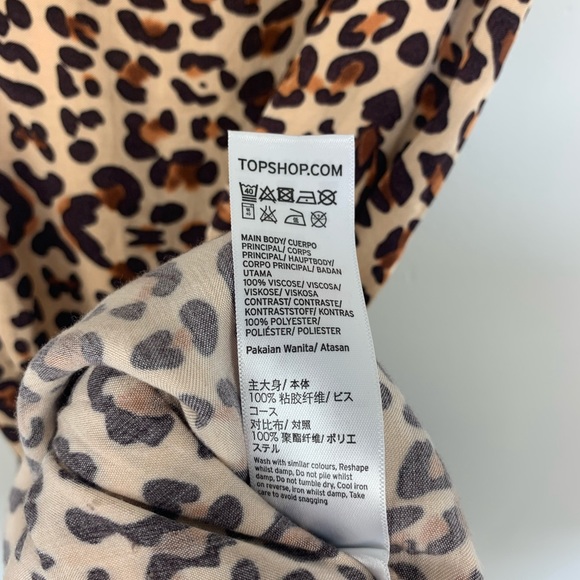 TOPSHOP.COM
40
MAIN BODY/ CUERPO
PRINCIPAL/ CORPS
PRINCIPAL/ HAUPTBODY/
CORPO PRINCIPAL/ BADAN
UTAMA
100% VISCOSE/ VISCOSA/
VISKOSE/ VISKOSA
CONTRAST/ CONTRASTE/
KONTRASTSTOFF/ KONTRAS
100% POLYESTER/
POLIÉSTER/ POLIESTER
Pakaian Wanita/ Atasan
主大身/ 本体
100% 粘胶纤维/ ビス
コース
对比布/ 対照
100% 聚酯纤维/ ポリエ
ステル
Wash with similar colours, Reshape
whilst damp, Do not pile whilst
damp, Do not tumble dry, Cool iron
on reverse, Iron whilst damp, Take
care to avoid snagging